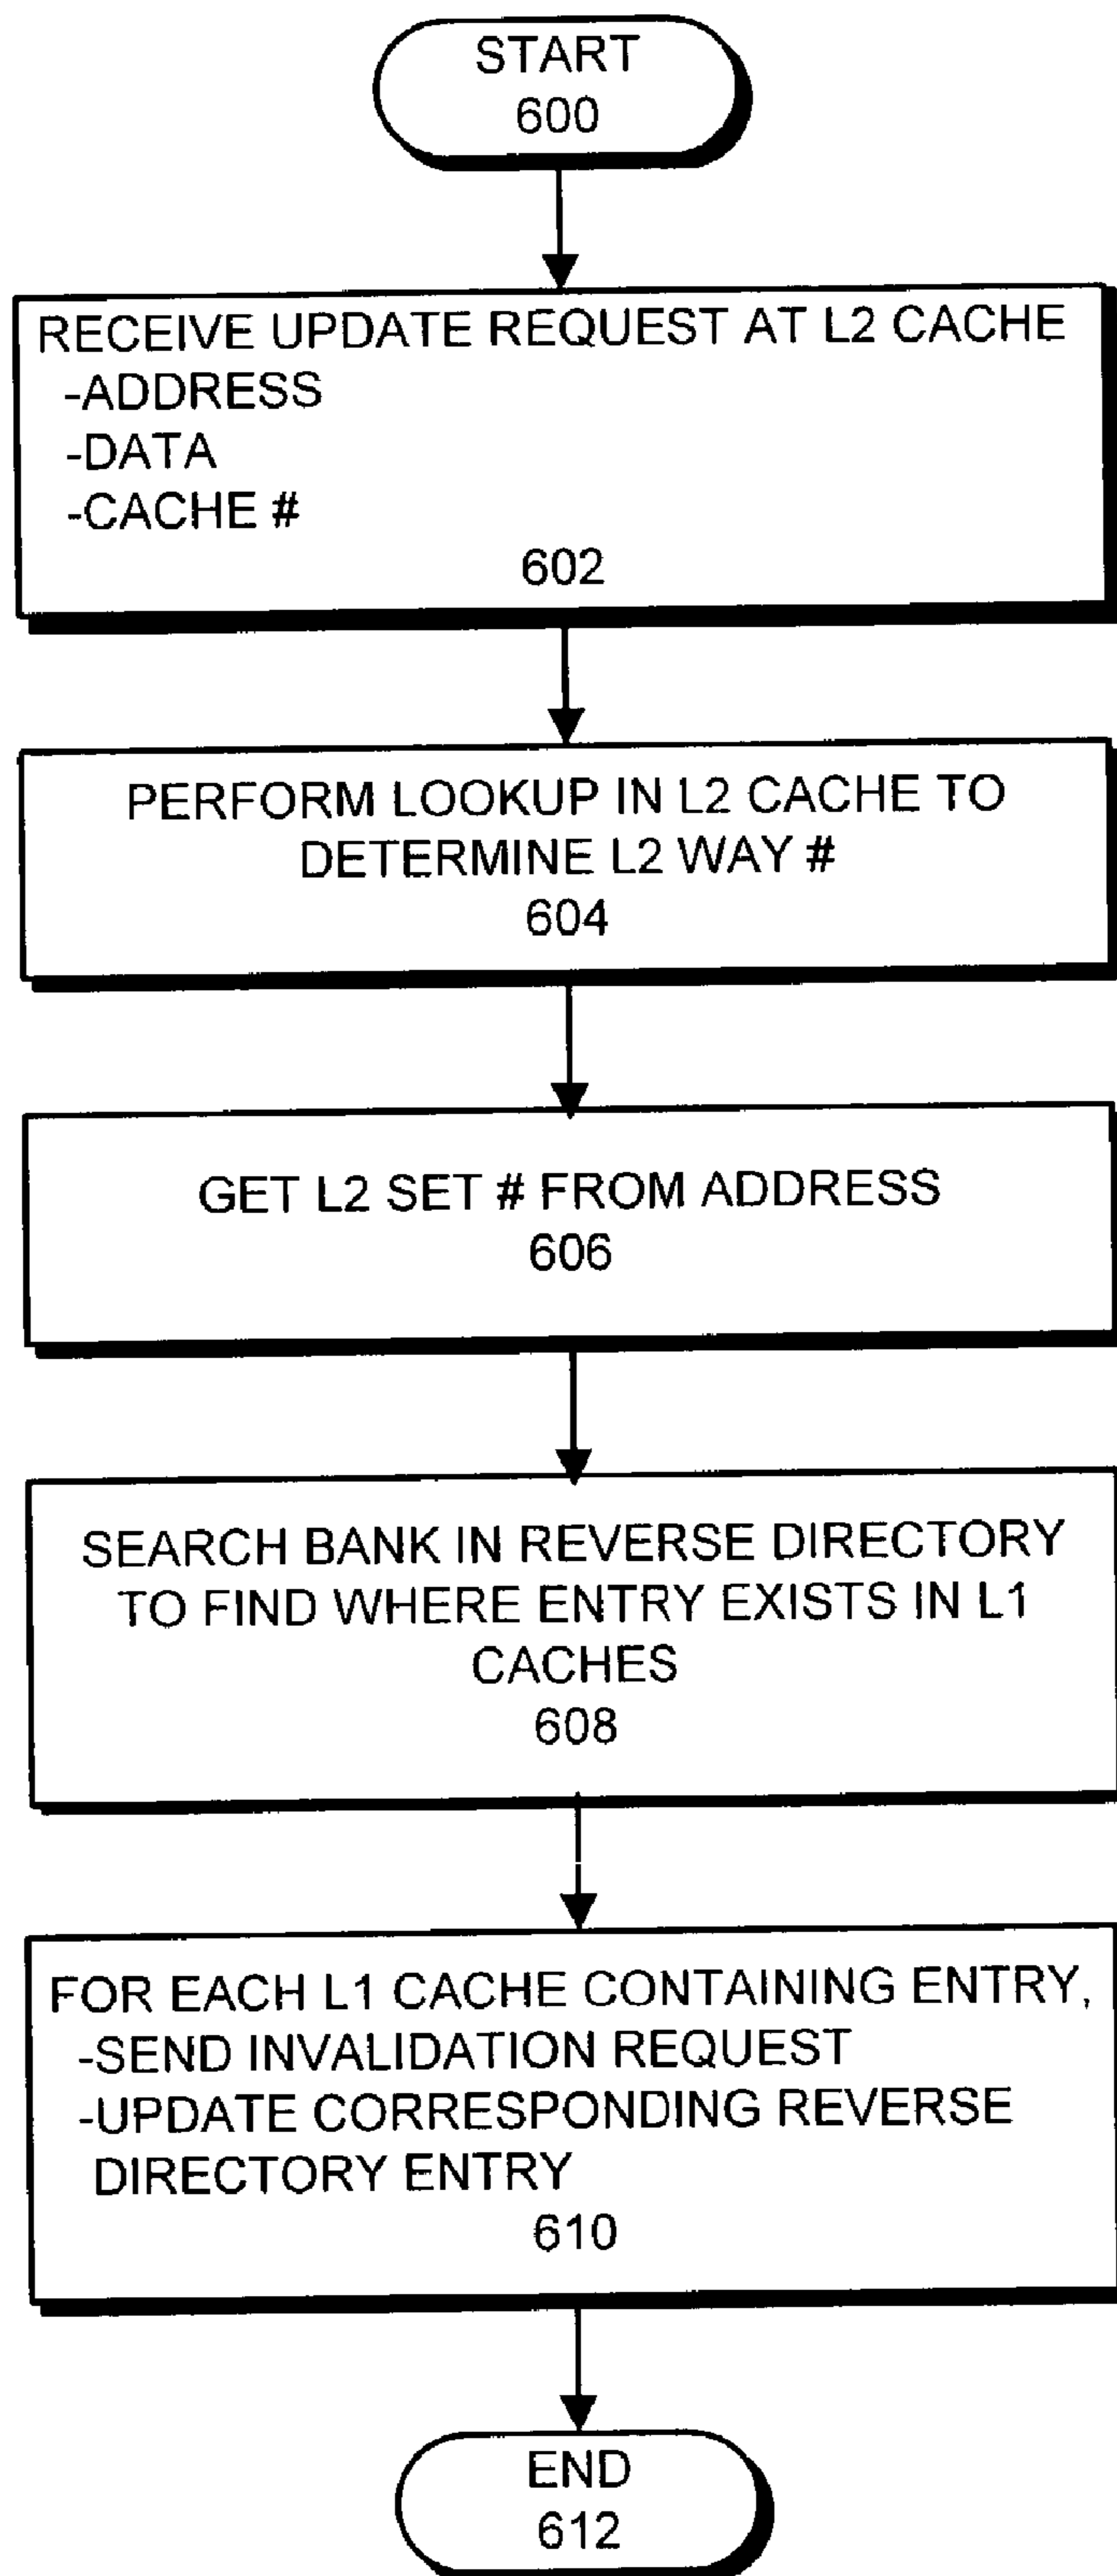 START
600
RECEIVE UPDATE REQUEST AT L2 CACHE
-ADDRESS
-DATA
-CACHE #
602
PERFORM LOOKUP IN L2 CACHE TO
DETERMINE L2 WAY #
604
GET L2 SET # FROM ADDRESS
606
SEARCH BANK IN REVERSE DIRECTORY
TO FIND WHERE ENTRY EXISTS IN L1
CACHES
608
FOR EACH L1 CACHE CONTAINING ENTRY,
-SEND INVALIDATION REQUEST
-UPDATE CORRESPONDING REVERSE
DIRECTORY ENTRY
610
END
612